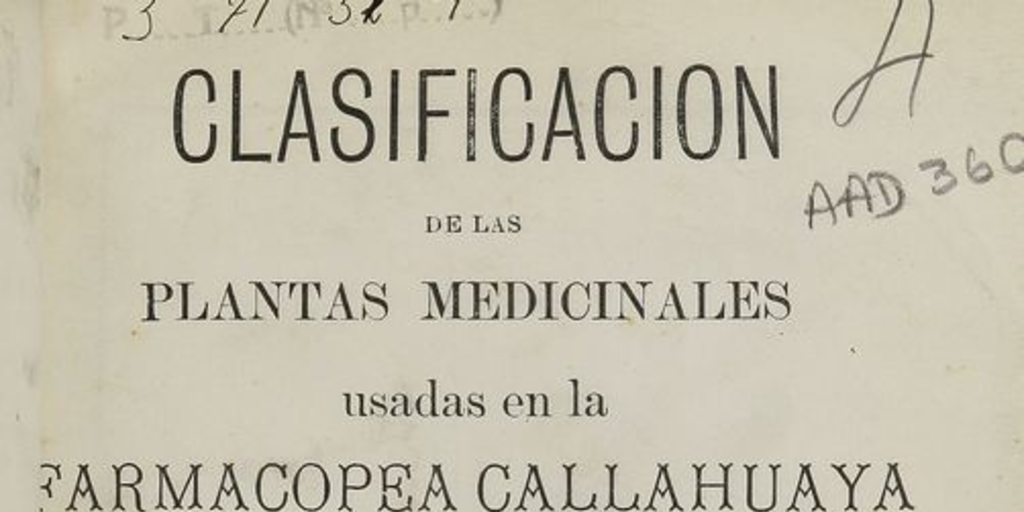 CLASIFICACION
A
AAD 360
DE LAS
PLANTAS MEDICINALES
usadas en la
FARMACOPEA CALLAHUAYA